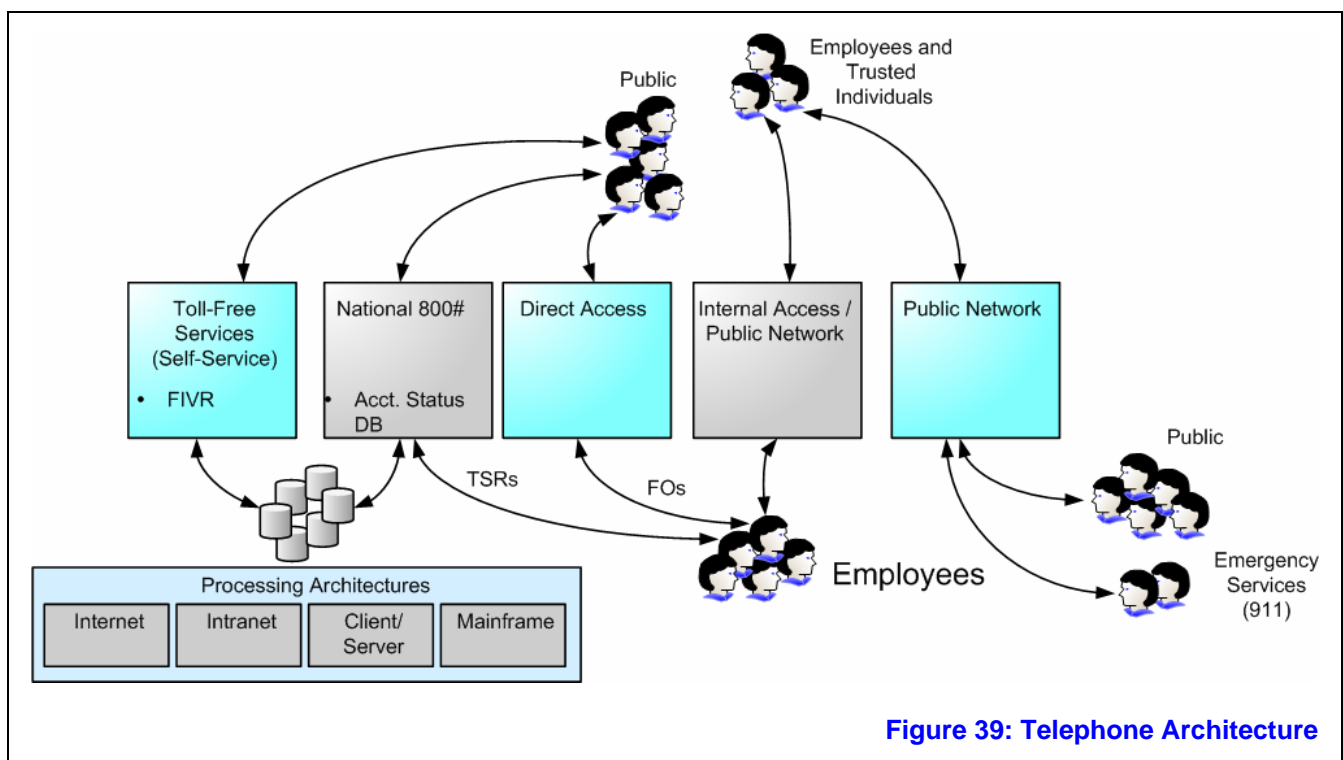 Public
Employees and
Trusted
Individuals
Toll-Free
Services
(Self-Service)
• FIVR
National 800#
• Acct. Status
DB
Direct Access
Internal Access /
Public Network
Public Network
TSRs
FOs
Employees
Public
Emergency
Services
(911)
Processing Architectures
Internet
Intranet
Client/
Server
Mainframe
Figure 39: Telephone Architecture